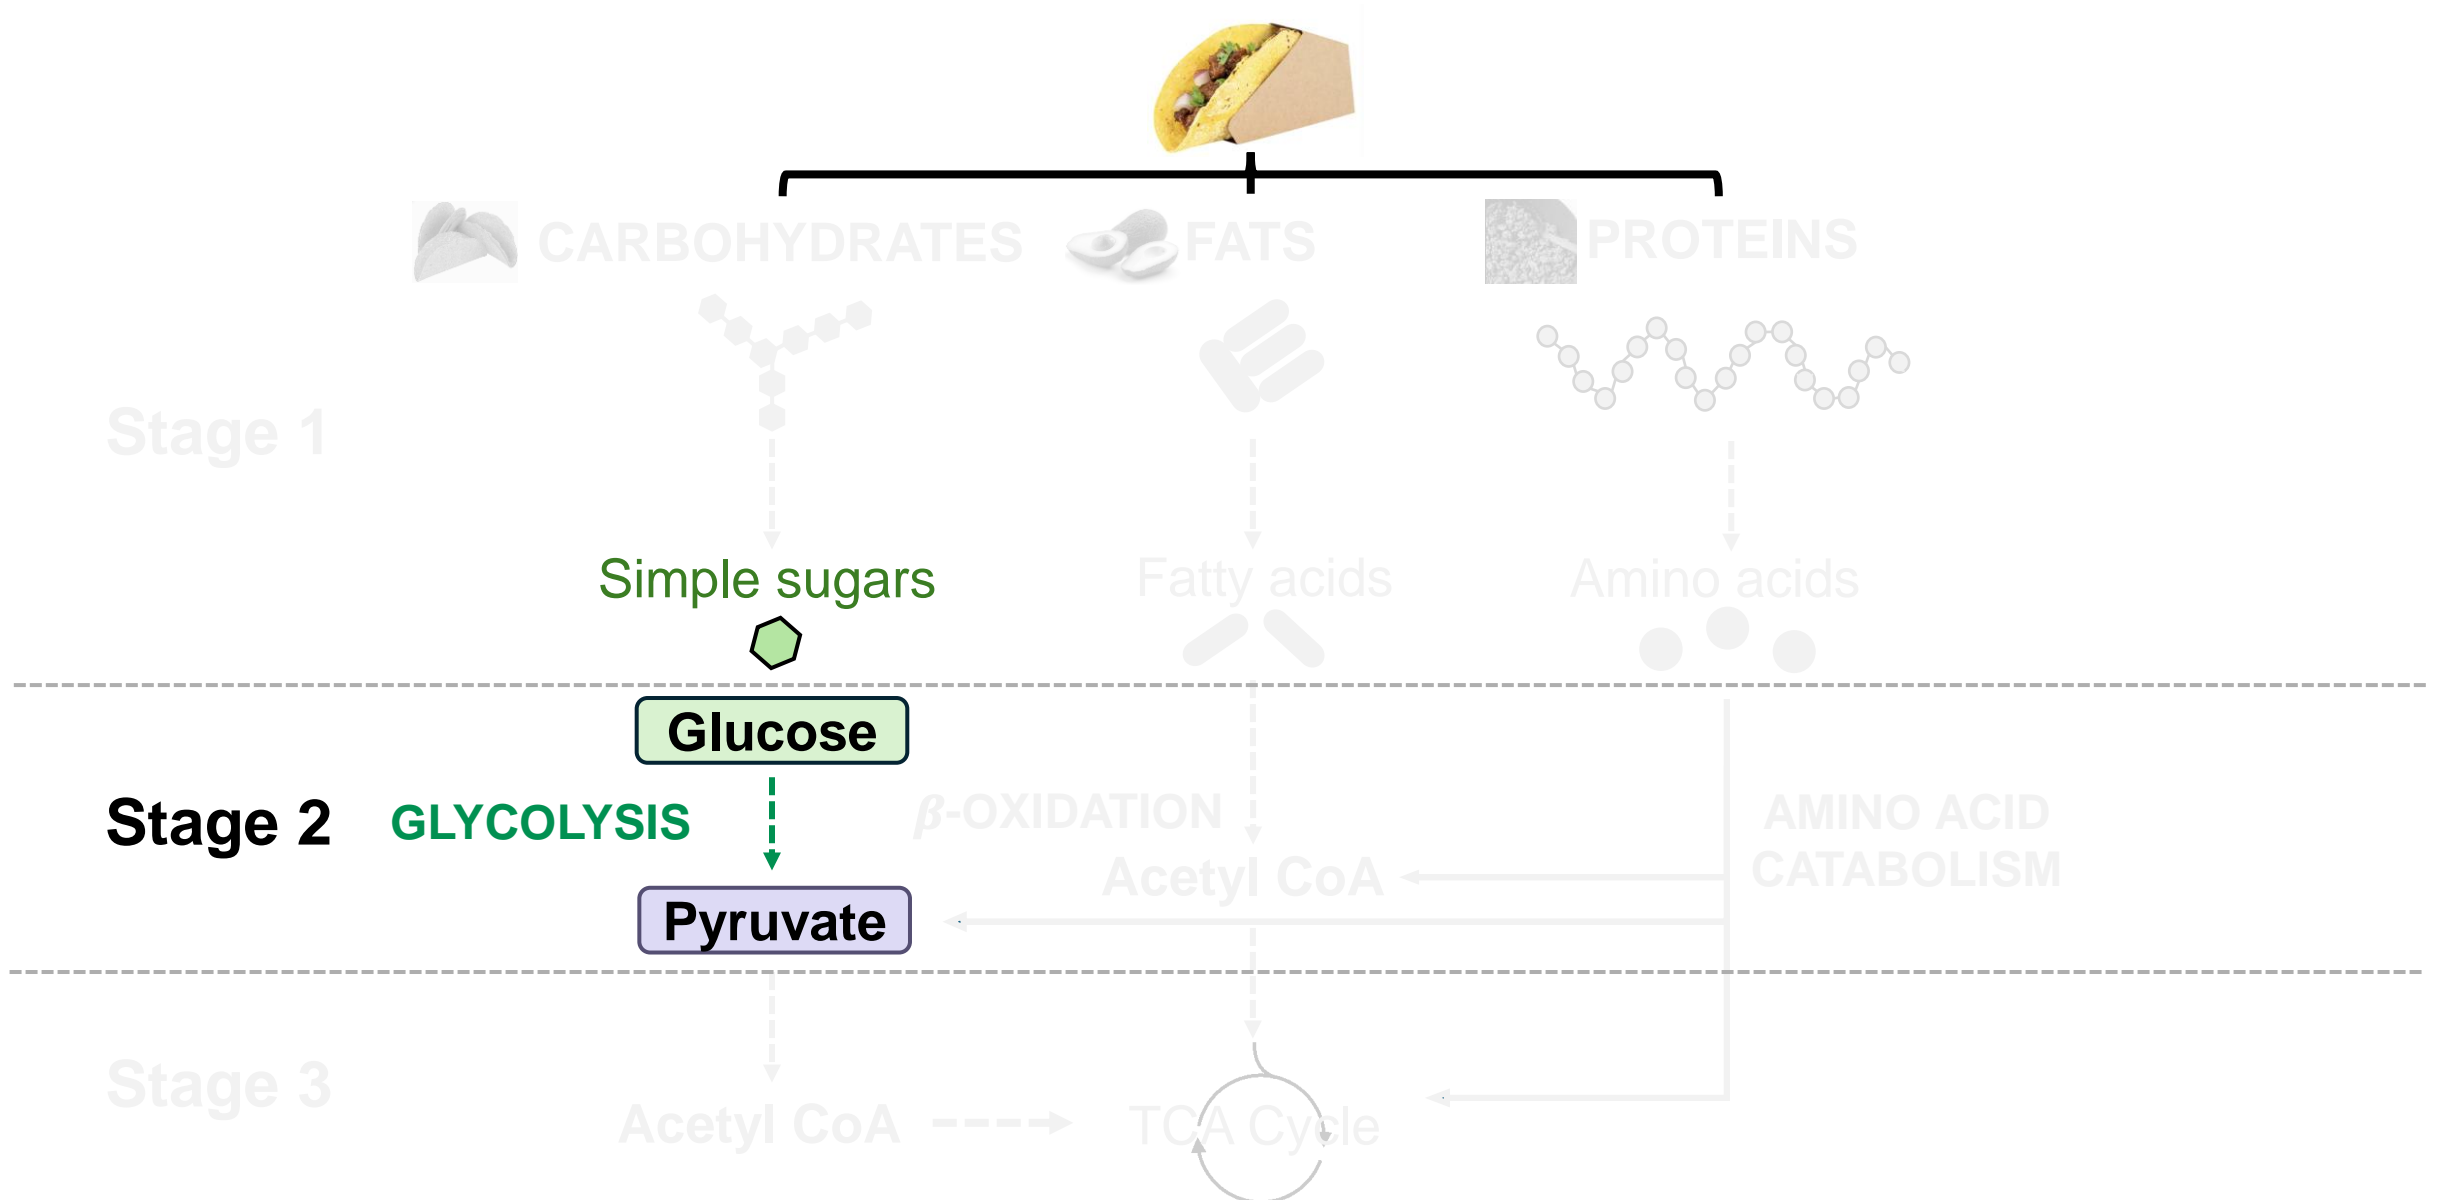 CARBOHYDRATES
FATS
PROTEINS
Stage 1
Simple sugars
Fatty acids
Amino acids
Glucose
Stage 2
GLYCOLYSIS
β-OXIDATION
AMINO ACID
CATABOLISM
Acetyl CoA
Pyruvate
Stage 3
Acetyl CoA
TCA Cycle